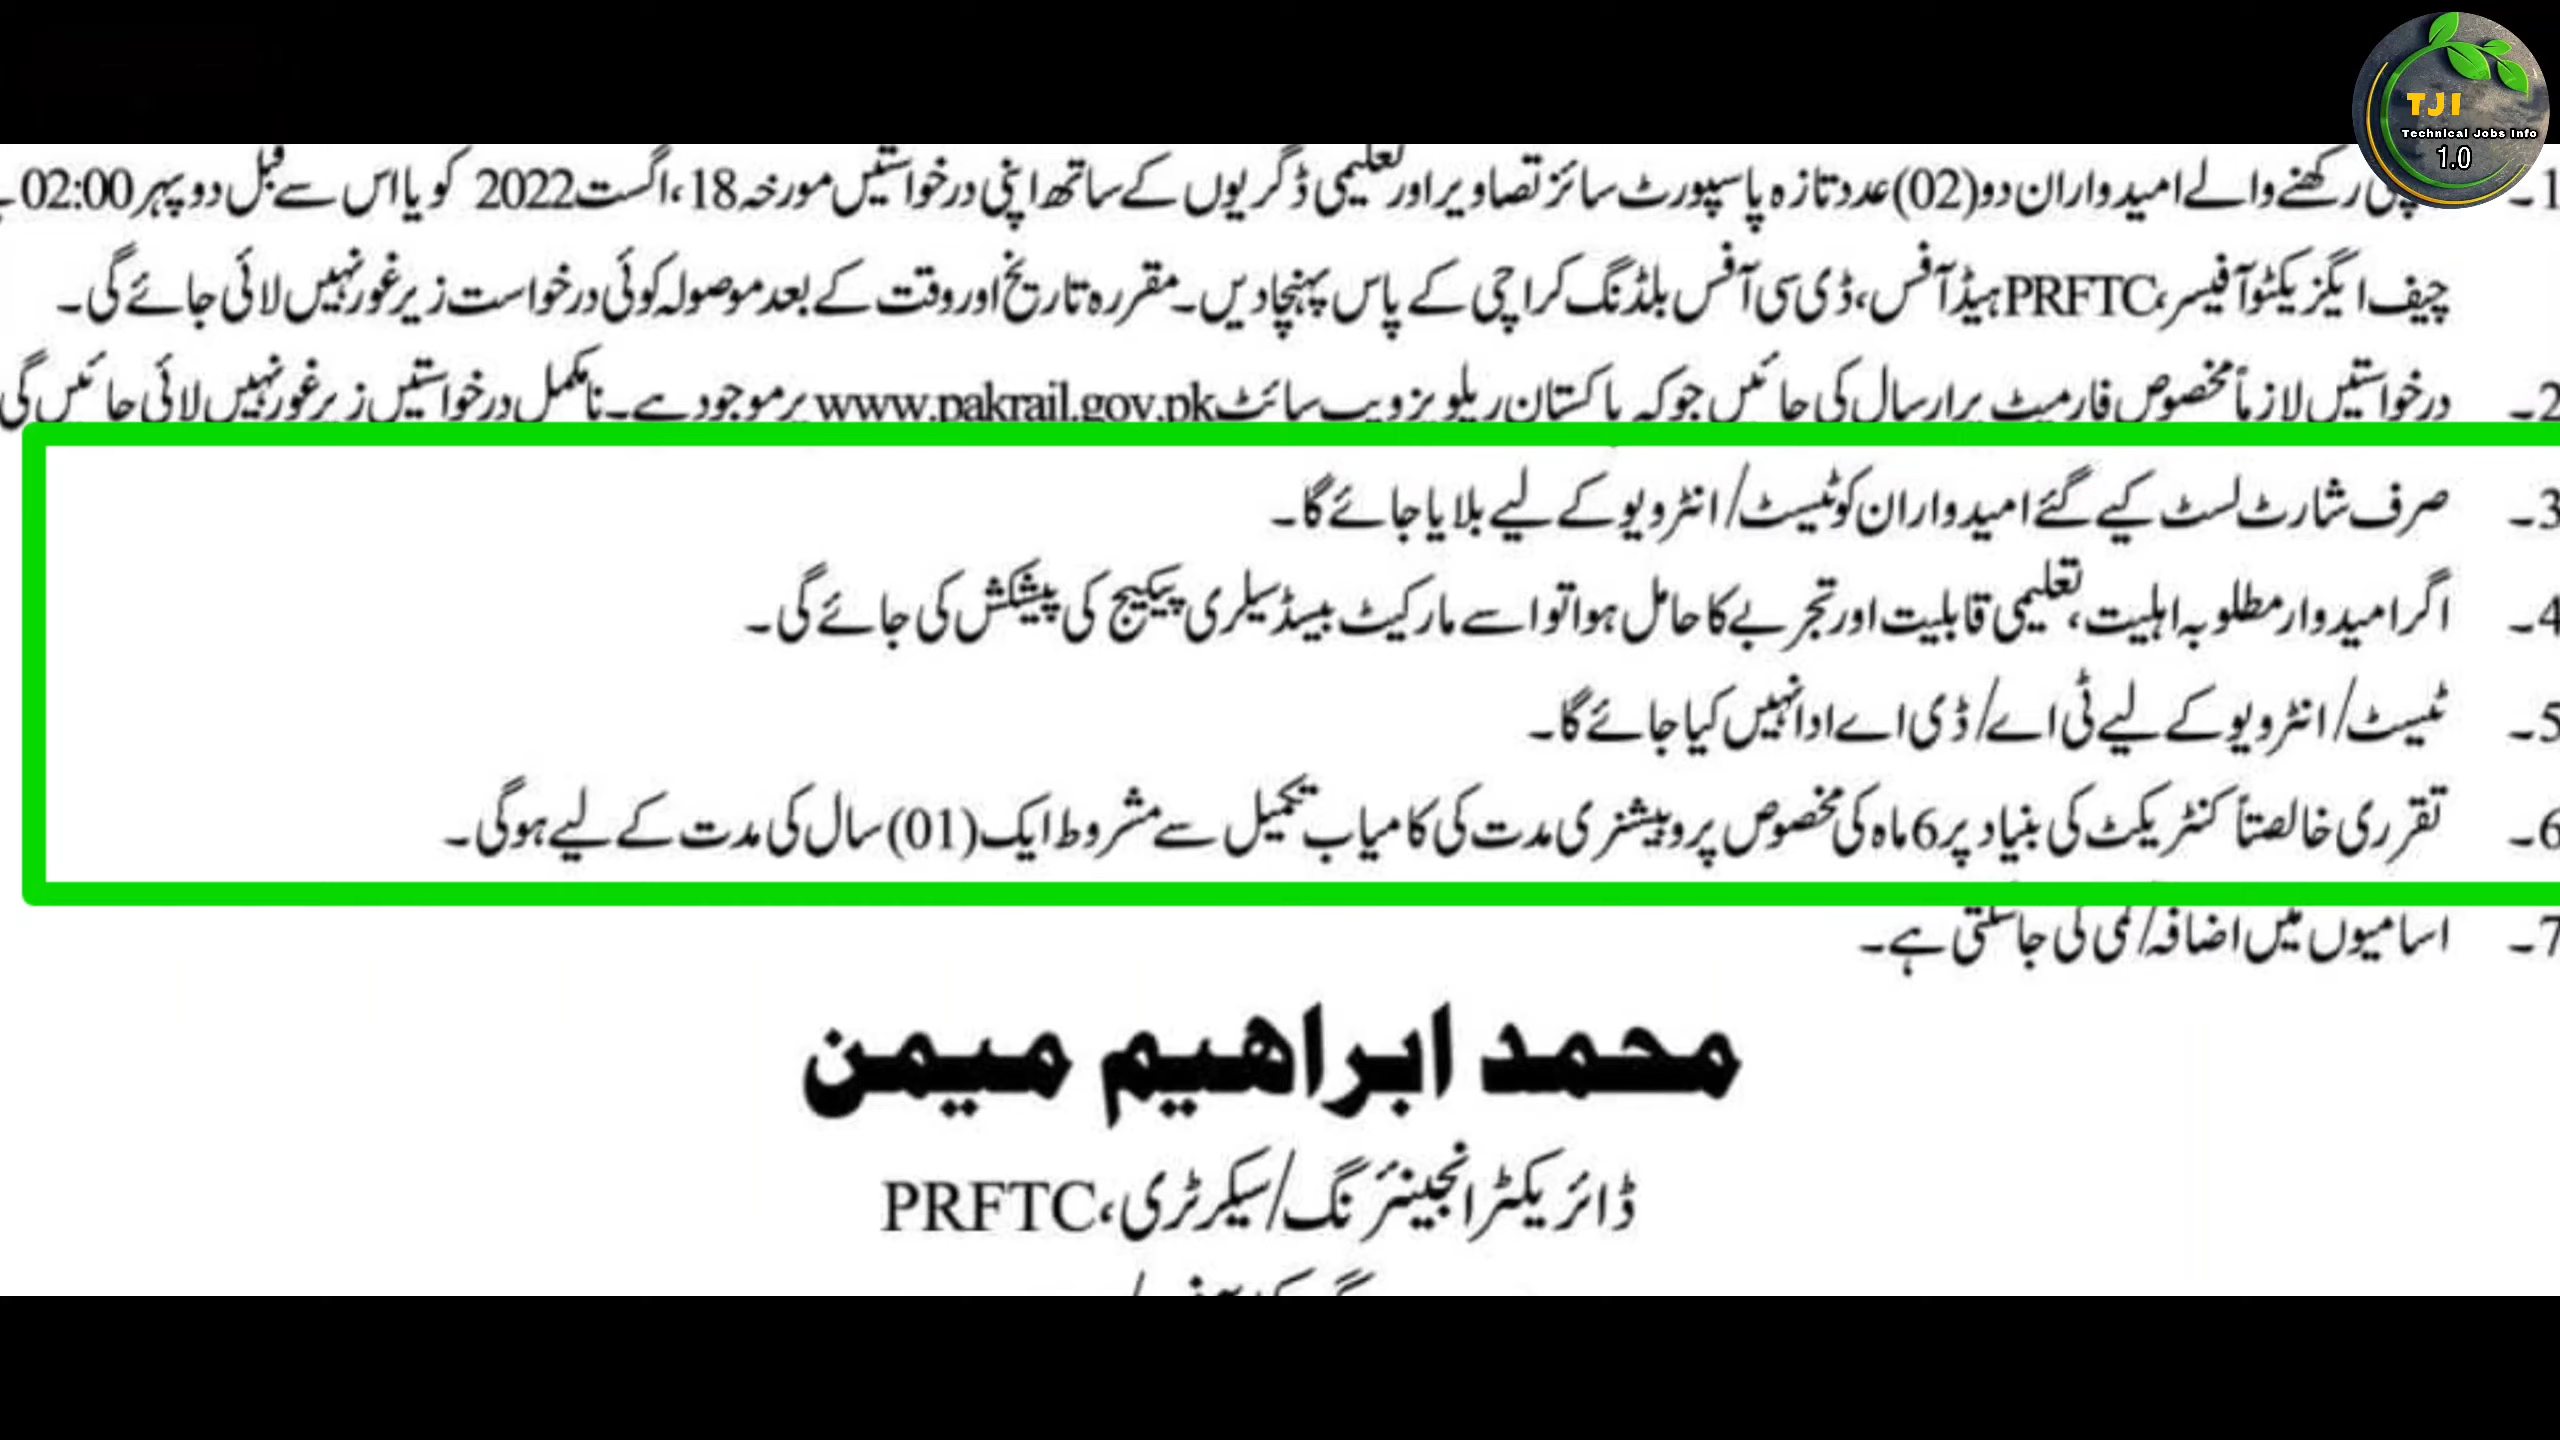 TJI
Technical Jobs Info
1.0
1۔ رکھنے والے امیدواران دو (02) عدد تازہ پاسپورٹ سائز تصاویر اور تعلیمی ڈگریوں کے ساتھ اپنی درخواستیں مورخہ 18، اگست 2022 کو یا اس سے قبل دوپہر 02:00
چیف ایگزیکٹو آفیسر، PRFTC ہیڈ آفس، ڈی سی آفس بلڈنگ کراچی کے پاس پہنچا دیں۔ مقررہ تاریخ اور وقت کے بعد موصولہ کوئی درخواست زیر غور نہیں لائی جائے گی۔
2۔ درخواستیں لازماً مخصوص فارمیٹ پر ارسال کی جائیں جو کہ پاکستان ریلویز ویب سائٹ www.pakrail.gov.pk پر موجود ہے۔ نامکمل درخواستیں زیر غور نہیں لائی جائیں گی
3۔ صرف شارٹ لسٹ کیے گئے امیدواران کو ٹیسٹ/ انٹرویو کے لیے بلایا جائے گا۔
4۔ اگر امیدوار مطلوبہ اہلیت، تعلیمی قابلیت اور تجربے کا حامل ہوا تو اسے مارکیٹ بیسڈ سیلری پیکیج کی پیشکش کی جائے گی۔
5۔ ٹیسٹ/ انٹرویو کے لیے ٹی اے/ ڈی اے ادا نہیں کیا جائے گا۔
6۔ تقرری خالصتاً کنٹریکٹ کی بنیاد پر 6 ماہ کی مخصوص پروبیشنری مدت کی کامیاب تکمیل سے مشروط ایک (01) سال کی مدت کے لیے ہوگی۔
7۔ اسامیوں میں اضافہ/ کمی کی جاسکتی ہے۔
محمد ابراهیم میمن
ڈائریکٹر انجینئرنگ/ سیکرٹری، PRFTC